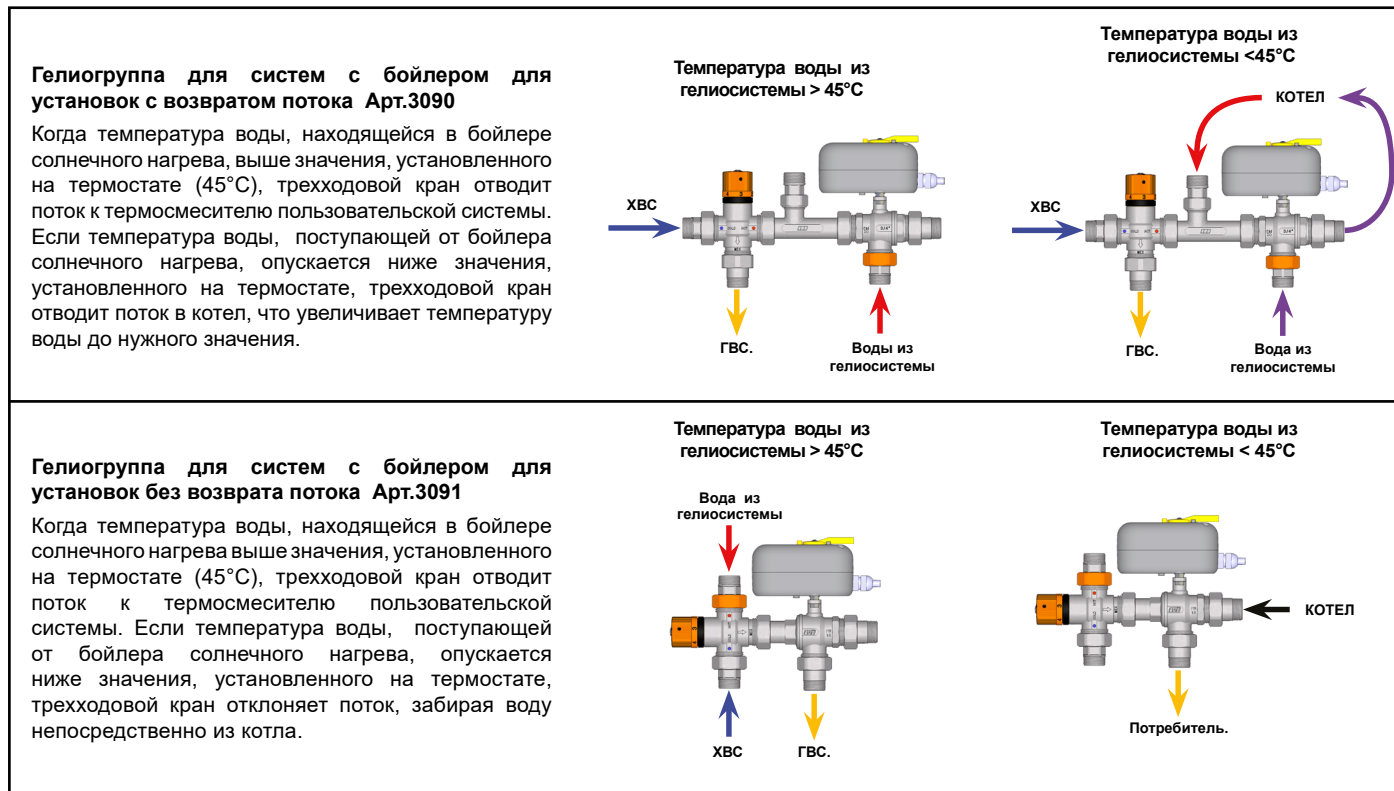 Гелиогруппа для систем с бойлером для
установок с возвратом потока Арт.3090
Когда температура воды, находящейся в бойлере
солнечного нагрева, выше значения, установленного
на термостате (45°С), трехходовой кран отводит
поток к термосмесителю пользовательской системы.
Если температура воды, поступающей от бойлера
солнечного нагрева, опускается ниже значения,
установленного на термостате, трехходовой кран
отводит поток в котел, что увеличивает температуру
воды до нужного значения.
Температура воды из
гелиосистемы > 45°С
ХВС
ГВС.
Воды из
гелиосистемы
Температура воды из
гелиосистемы <45°С
КОТЕЛ
ХВС
ГВС.
Вода из
гелиосистемы
Гелиогруппа для систем с бойлером для
установок без возврата потока Арт.3091
Когда температура воды, находящейся в бойлере
солнечного нагрева выше значения, установленного
на термостате (45°С), трехходовой кран отводит
поток к термосмесителю пользовательской
системы. Если температура воды, поступающей
от бойлера солнечного нагрева, опускается
ниже значения, установленного на термостате,
трехходовой кран отклоняет поток, забирая воду
непосредственно из котла.
Температура воды из
гелиосистемы > 45°С
Вода из
гелиосистемы
ХВС
ГВС.
Температура воды из
гелиосистемы < 45°С
КОТЕЛ
Потребитель.